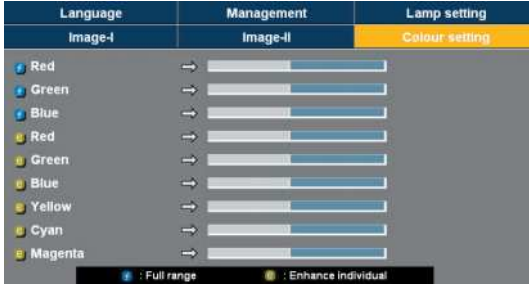 Language Management Lamp setting
Image-I Image-II Colour setting
f Red
f Green
f Blue
e Red
e Green
e Blue
e Yellow
e Cyan
e Magenta
f : Full range e : Enhance individual